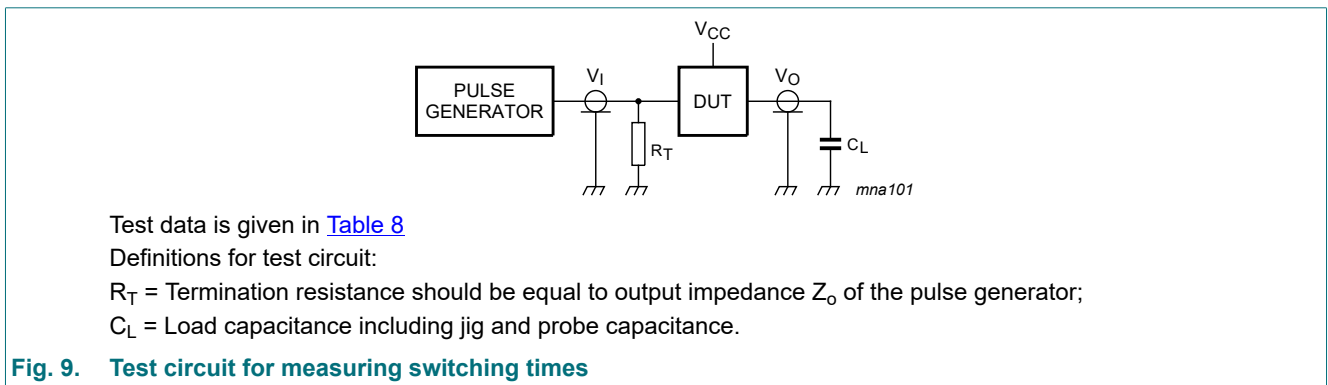 VCC
PULSE
GENERATOR
VI
DUT
VO
RT
CL
mna101
Test data is given in Table 8
Definitions for test circuit:
RT = Termination resistance should be equal to output impedance Zo of the pulse generator;
CL = Load capacitance including jig and probe capacitance.
Fig. 9. Test circuit for measuring switching times